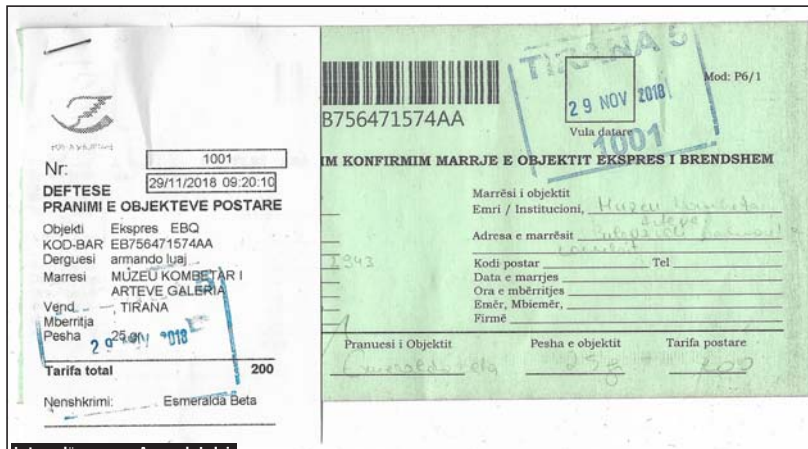 Nr:
1001
29/11/2018 09:20:10
DEFTESE
PRANIMI E OBJEKTEVE POSTARE
Objekti Ekspres EBQ
KOD-BAR EB756471574AA
Derguesi armando luaj
Marresi MUZEU KOMBETAR I
ARTEVE GALERIA
Vend , TIRANA
Mberritja
Pesha 25 gr
29 NOV 2018
Tarifa total 200
Nenshkrimi: Esmeralda Beta
B756471574AA
TIRANA 5
29 NOV 2018
Vula datare
1001
Mod: P6/1
IM KONFIRMIM MARRJE E OBJEKTIT EKSPRES I BRENDSHEM
Marrësi i objektit
Emri / Institucioni, Muzeu
Adresa e marrësit
Kodi postar Tel
Data e marrjes
Ora e mbërritjes
Emër, Mbiemër,
Firmë
Pranuesi i Objektit Pesha e objektit Tarifa postare
Esmeralda 25 g 200